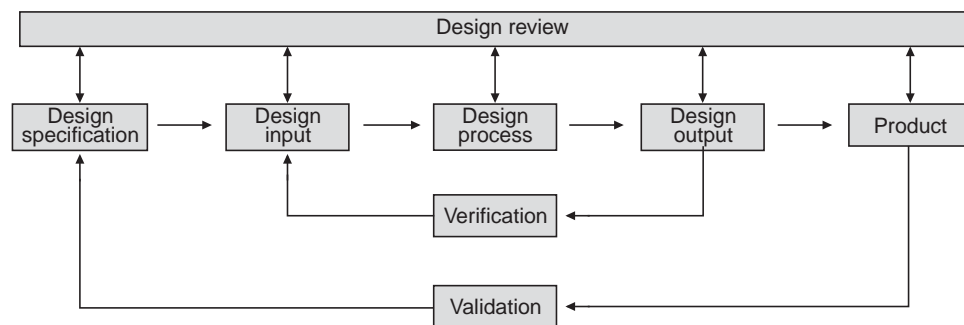 Design review
Design
specification
Design
input
Design
process
Design
output
Product
Verification
Validation